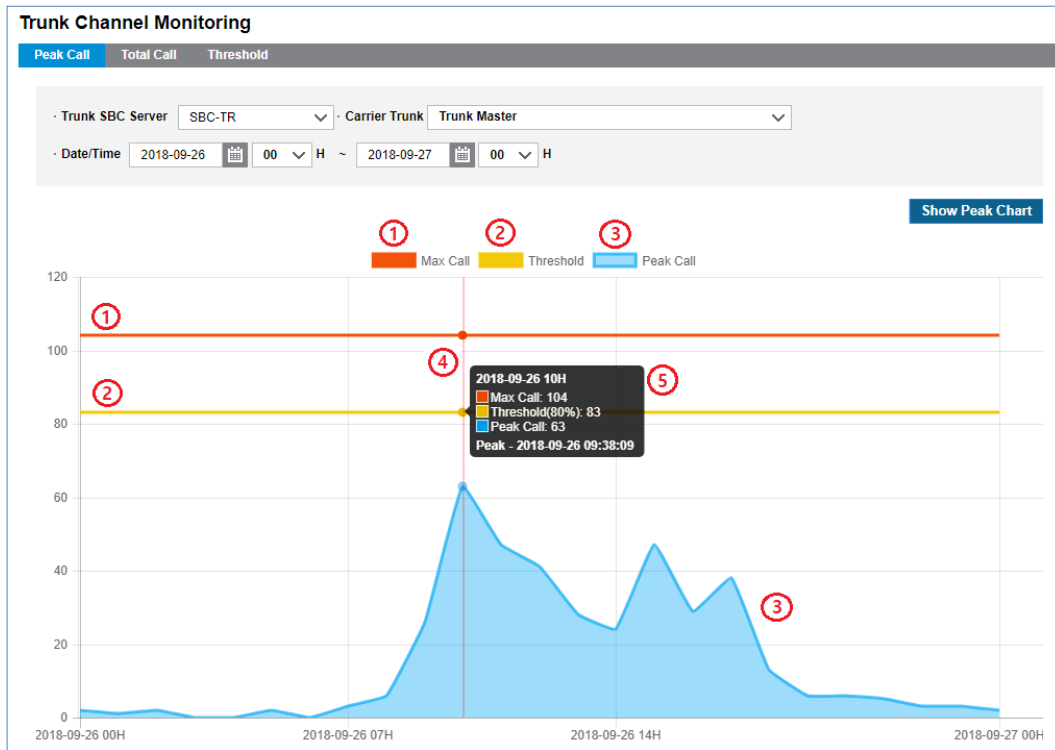 Trunk Channel Monitoring
Peak Call Total Call Threshold
· Trunk SBC Server SBC-TR · Carrier Trunk Trunk Master
· Date/Time 2018-09-26 00 H ~ 2018-09-27 00 H
Show Peak Chart
① ② ③
Max Call Threshold Peak Call
120
①
100
④
2018-09-26 10H
⑤
Max Call: 104
②
Threshold(80%): 83
80
Peak Call: 63
Peak - 2018-09-26 09:38:09
60
40
③
20
0
2018-09-26 00H 2018-09-26 07H 2018-09-26 14H 2018-09-27 00H